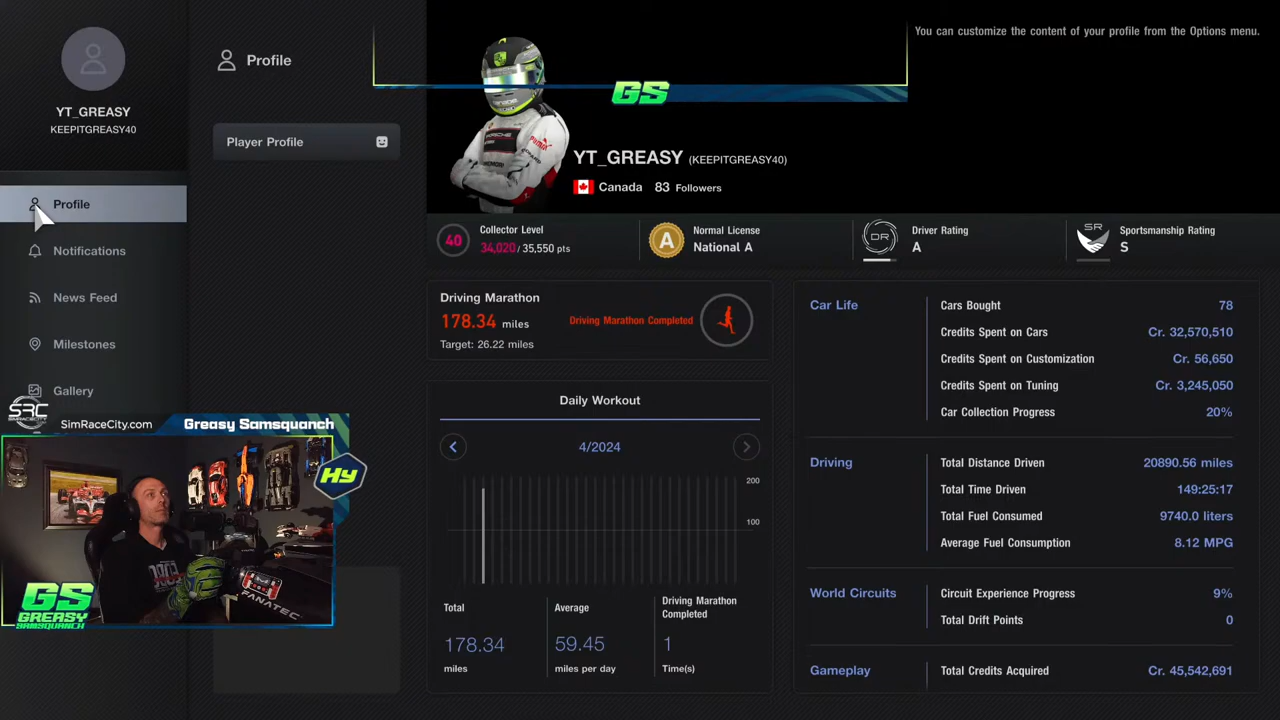 YT_GREASY
KEEPITGREASY40
Profile
Notifications
News Feed
Milestones
Gallery
Profile
Player Profile
GS
You can customize the content of your profile from the Options menu.
YT_GREASY (KEEPITGREASY40)
Canada 83 Followers
40
Collector Level
34,020 / 35,550 pts
A
Normal License
National A
DR
Driver Rating
A
SR
Sportsmanship Rating
S
Driving Marathon
178.34 miles
Target: 26.22 miles
Driving Marathon Completed
Daily Workout
4/2024
200
100
Total
178.34
miles
Average
59.45
miles per day
Driving Marathon
Completed
1
Time(s)
Car Life
Cars Bought 78
Credits Spent on Cars Cr. 32,570,510
Credits Spent on Customization Cr. 56,650
Credits Spent on Tuning Cr. 3,245,050
Car Collection Progress 20%
Driving
Total Distance Driven 20890.56 miles
Total Time Driven 149:25:17
Total Fuel Consumed 9740.0 liters
Average Fuel Consumption 8.12 MPG
World Circuits
Circuit Experience Progress 9%
Total Drift Points 0
Gameplay
Total Credits Acquired Cr. 45,542,691
SRC
SimRaceCity.com
Greasy Samsquanch
Hy
GS
GREASY
SAMSQUANCH
FANATEC
PORSCHE